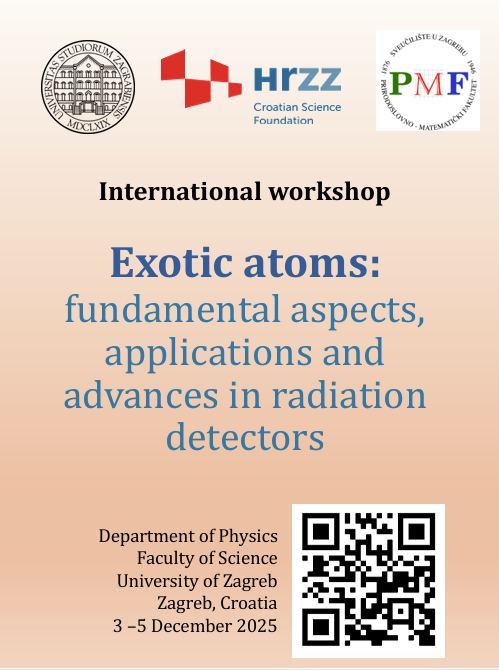 UNIVERSITAS STUDIORUM ZAGRABIENSIS
MDCLXIX
hrzz
Croatian Science
Foundation
SVEUČILIŠTE U ZAGREBU
1876
1946
PMF
PRIRODOSLOVNO - MATEMATIČKI FAKULTET
International workshop
Exotic atoms:
fundamental aspects,
applications and
advances in radiation
detectors
Department of Physics
Faculty of Science
University of Zagreb
Zagreb, Croatia
3 –5 December 2025